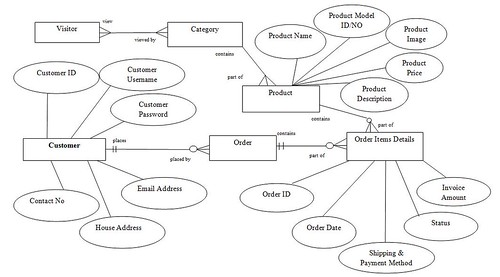 Visitor
view
viewed by
Category
contains
part of
Product
Product Name
Product Model
ID/NO
Product
Image
Product
Price
Product
Description
contains
part of
Customer ID
Customer
Username
Customer
Password
Customer
places
placed by
Order
contains
part of
Order Items Details
Contact No
House Address
Email Address
Order ID
Order Date
Shipping &
Payment Method
Status
Invoice
Amount